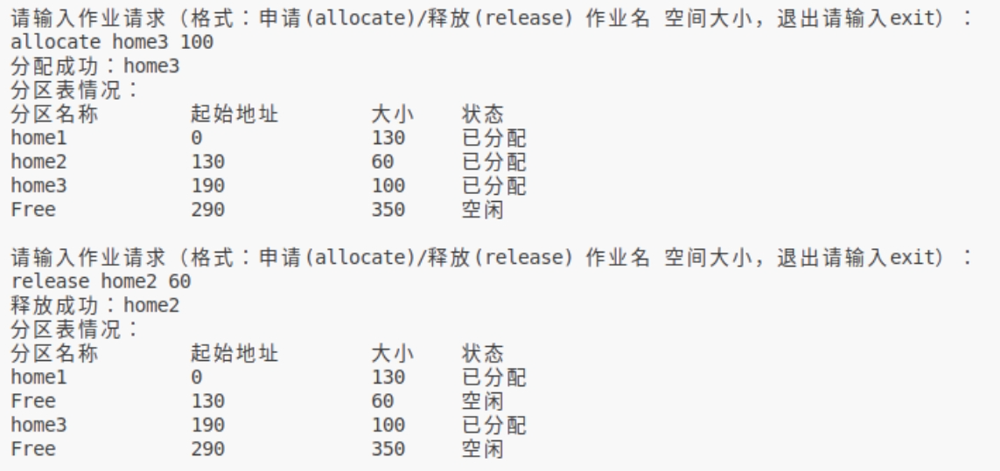 请输入作业请求（格式：申请(allocate)/释放(release) 作业名 空间大小，退出请输入exit）：
allocate home3 100
分配成功：home3
分区表情况：
分区名称 起始地址 大小 状态
home1 0 130 已分配
home2 130 60 已分配
home3 190 100 已分配
Free 290 350 空闲
请输入作业请求（格式：申请(allocate)/释放(release) 作业名 空间大小，退出请输入exit）：
release home2 60
释放成功：home2
分区表情况：
分区名称 起始地址 大小 状态
home1 0 130 已分配
Free 130 60 空闲
home3 190 100 已分配
Free 290 350 空闲